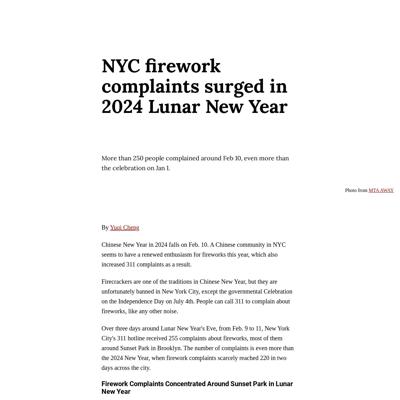 NYC firework
complaints surged in
2024 Lunar New Year
More than 250 people complained around Feb 10, even more than
the celebration on Jan 1.
Photo from MTA AWAY
By Yuqi Cheng
Chinese New Year in 2024 falls on Feb. 10. A Chinese community in NYC
seems to have a renewed enthusiasm for fireworks this year, which also
increased 311 complaints as a result.
Firecrackers are one of the traditions in Chinese New Year, but they are
unfortunately banned in New York City, except the governmental Celebration
on the Independence Day on July 4th. People can call 311 to complain about
fireworks, like any other noise.
Over three days around Lunar New Year's Eve, from Feb. 9 to 11, New York
City's 311 hotline received 255 complaints about fireworks, most of them
around Sunset Park in Brooklyn. The number of complaints is even more than
the 2024 New Year, when firework complaints scarcely reached 220 in two
days across the city.
Firework Complaints Concentrated Around Sunset Park in Lunar
New Year